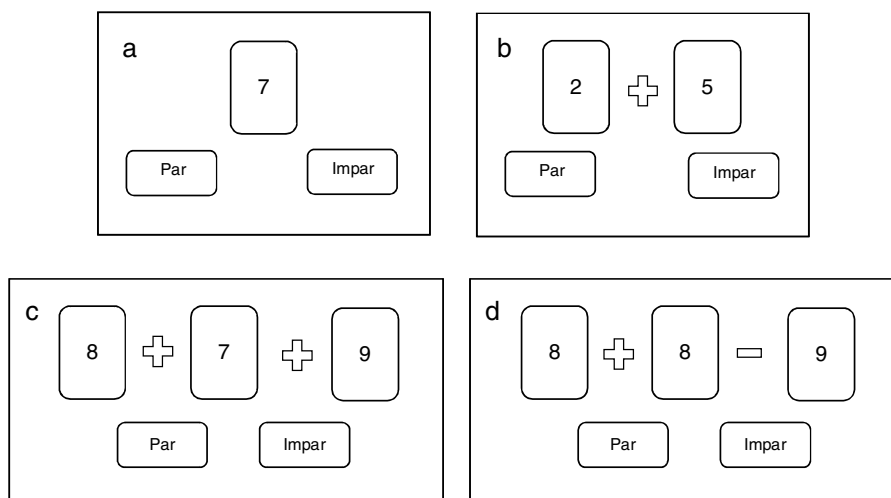 a
7
Par Impar
b
2 + 5
Par Impar
c
8 + 7 + 9
Par Impar
d
8 + 8 - 9
Par Impar